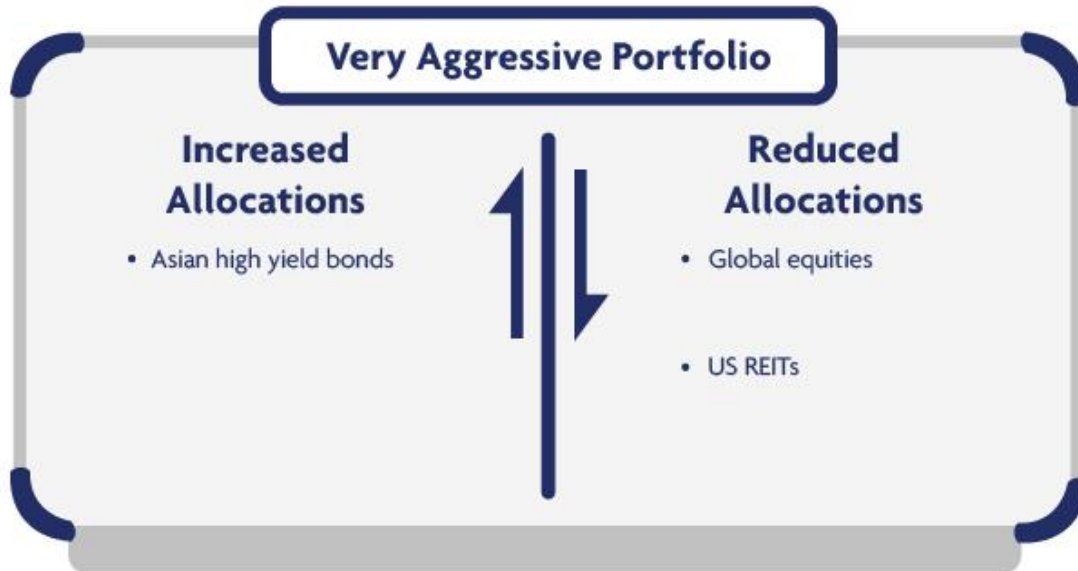 Very Aggressive Portfolio
Increased
Allocations
• Asian high yield bonds
Reduced
Allocations
• Global equities
• US REITs